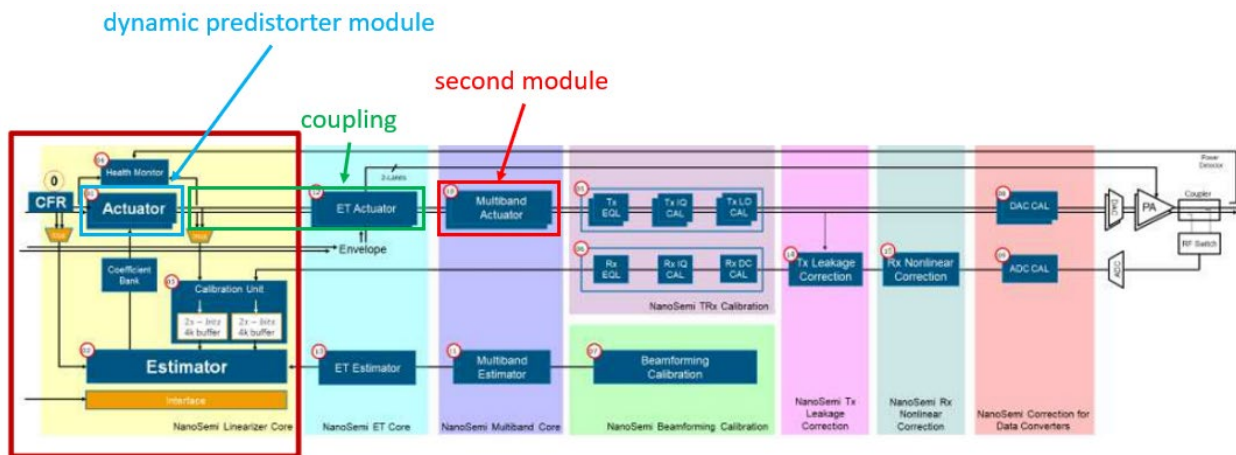 dynamic predistorter module
second module
coupling
Power
Detector
2-Lanes
0
Health Monitor
CFR
Actuator
ET Actuator
Multiband
Actuator
Tx
EQL
Tx IQ
CAL
Tx LO
CAL
DAC CAL
DAC
PA
Coupler
RF Switch
Envelope
Coefficient
Bank
Calibration Unit
4k buffer
4k buffer
Rx
EQL
Rx IQ
CAL
Rx DC
CAL
Tx Leakage
Correction
Rx Nonlinear
Correction
ADC CAL
ADC
NanoSemi TRx Calibration
Estimator
ET Estimator
Multiband
Estimator
Beamforming
Calibration
Interface
NanoSemi Linearizer Core
NanoSemi ET Core
NanoSemi Multiband Core
NanoSemi Beamforming Calibration
NanoSemi Tx
Leakage
Correction
NanoSemi Rx
Nonlinear
Correction
NanoSemi Correction for
Data Converters